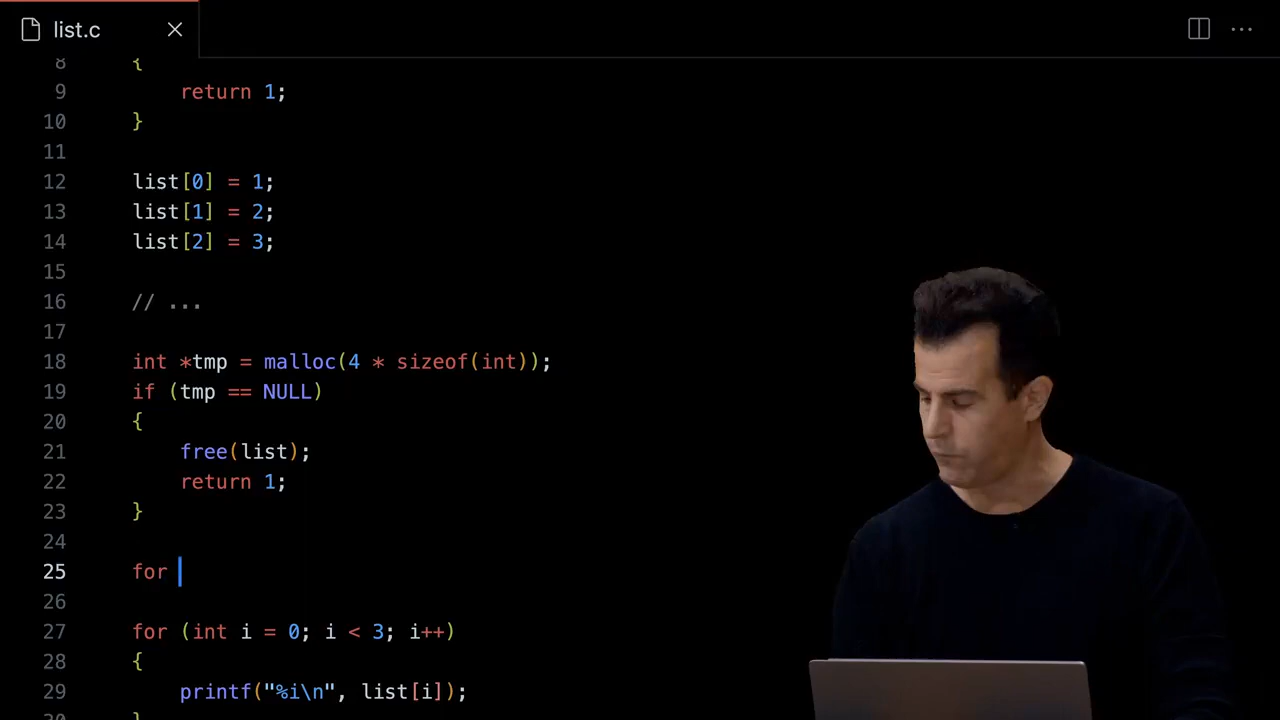 list.c
8 {
9 return 1;
10 }
11
12 list[0] = 1;
13 list[1] = 2;
14 list[2] = 3;
15
16 // ...
17
18 int *tmp = malloc(4 * sizeof(int));
19 if (tmp == NULL)
20 {
21 free(list);
22 return 1;
23 }
24
25 for
26
27 for (int i = 0; i < 3; i++)
28 {
29 printf("%i\n", list[i]);
30 }